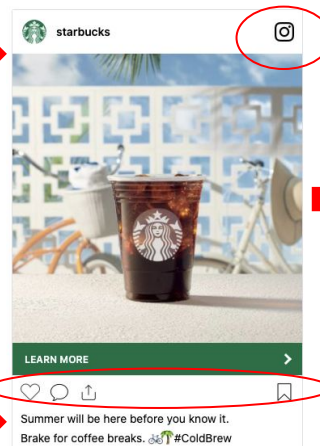 starbucks
LEARN MORE
Summer will be here before you know it.
Brake for coffee breaks. 🚲🌴#ColdBrew